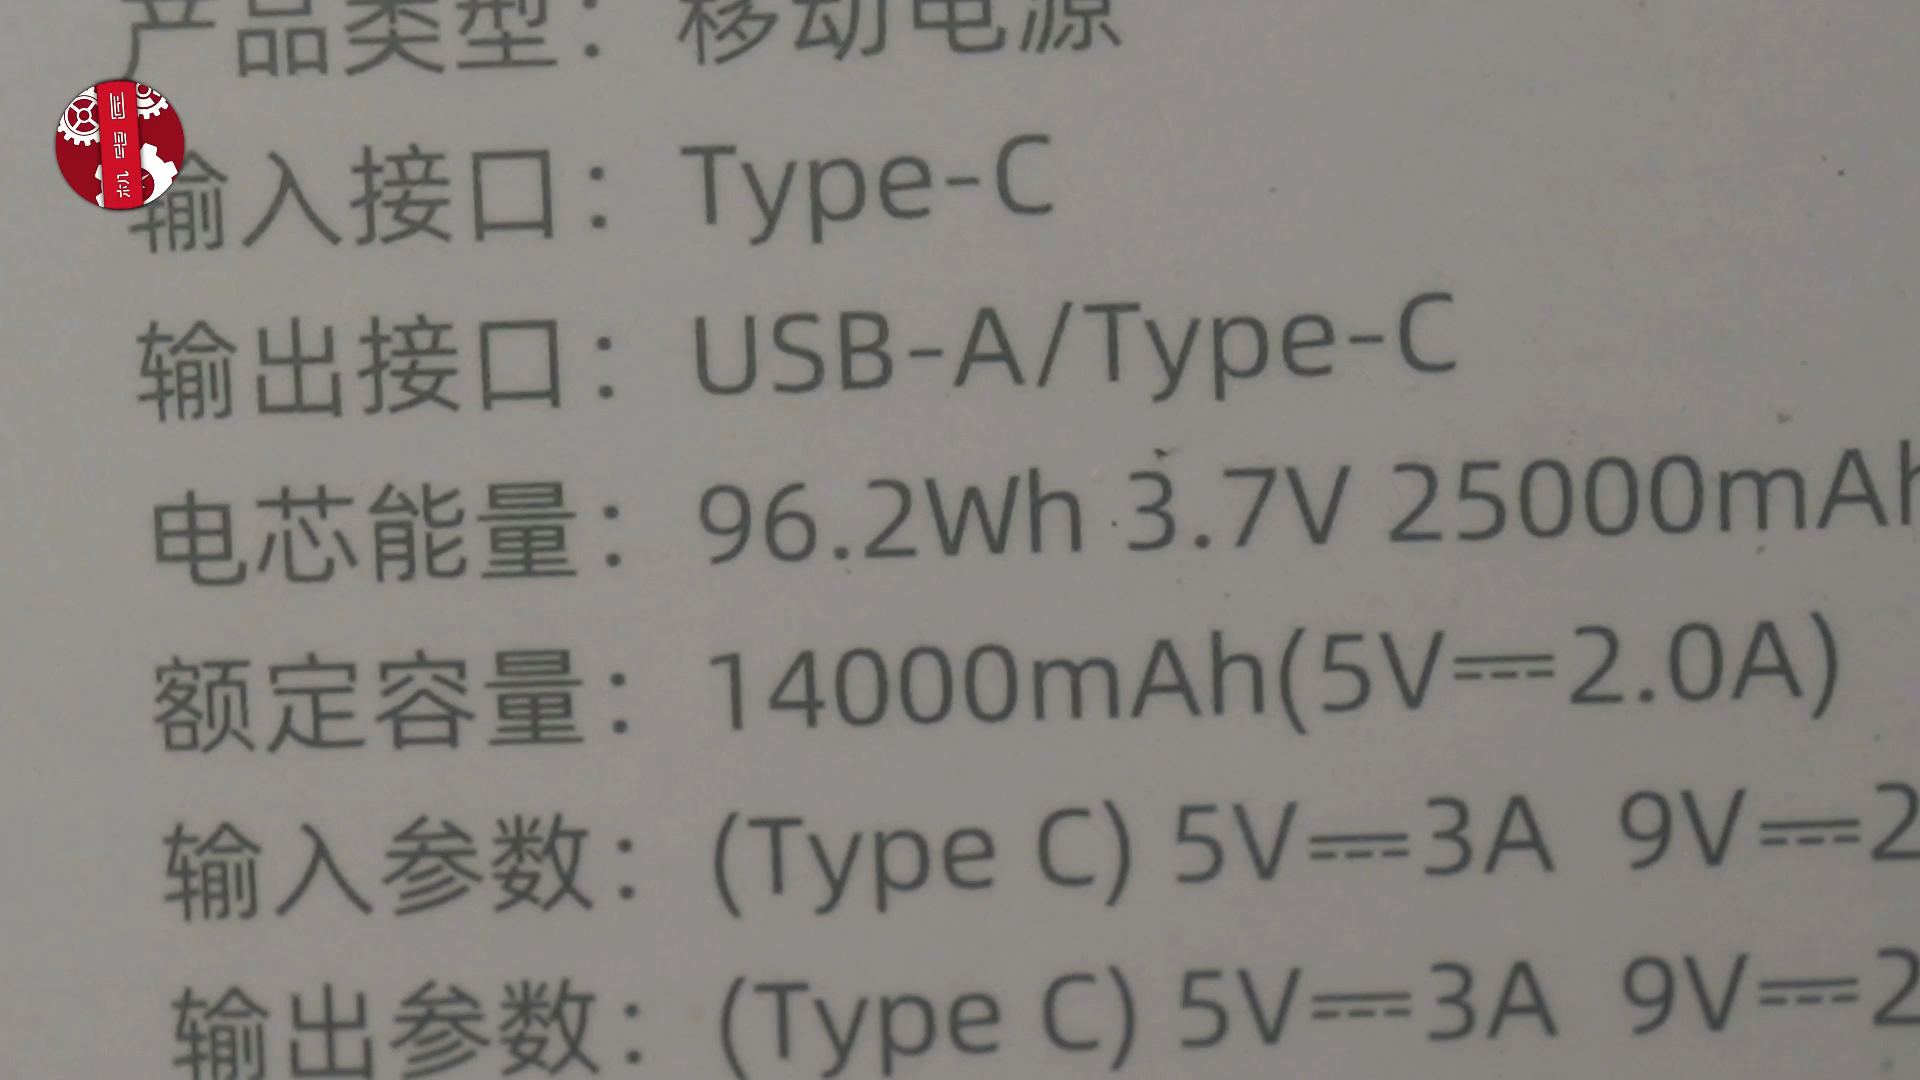 产品类型：移动电源
输入接口：Type-C
输出接口：USB-A/Type-C
电芯能量：96.2Wh 3.7V 25000mAh
额定容量：14000mAh(5V⎓2.0A)
输入参数：(Type C) 5V⎓3A 9V⎓2
输出参数：(Type C) 5V⎓3A 9V⎓2